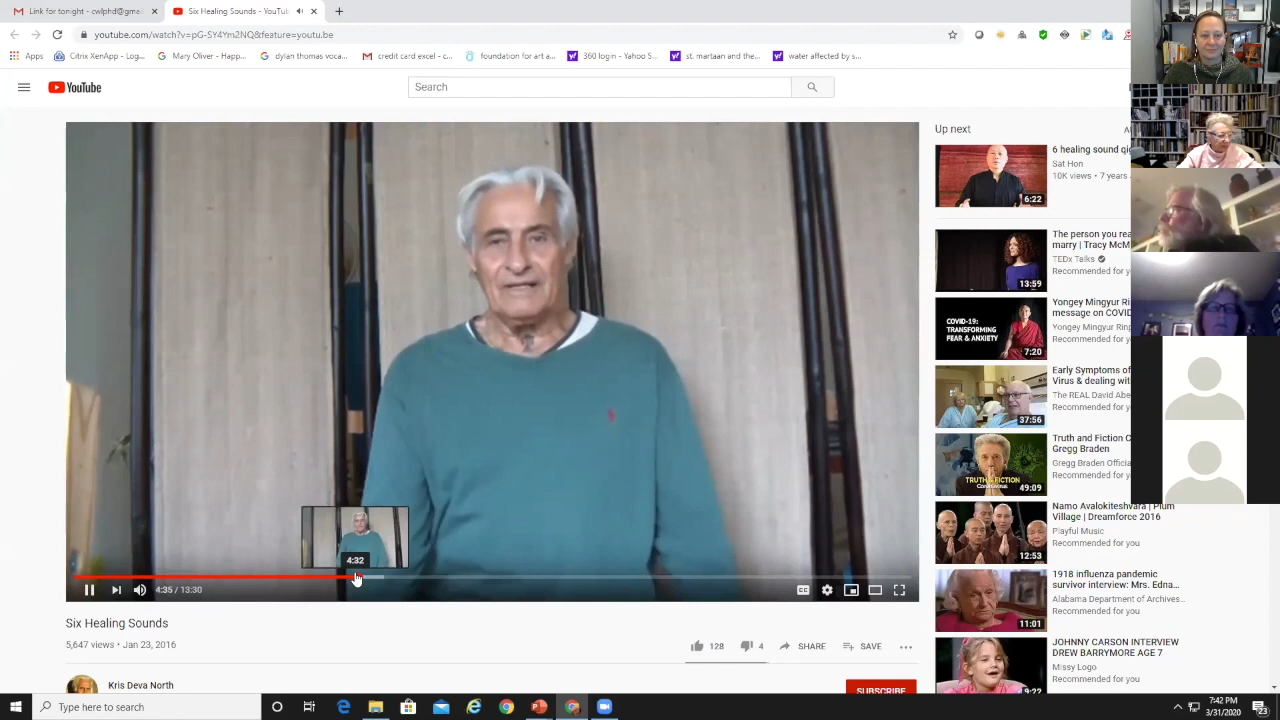 Link for tonight - cwlphd@gmai
Six Healing Sounds - YouTub
youtube.com/watch?v=pG-SY4Ym2NQ&feature=youtu.be
Apps
Citrix XenApp - Log...
Mary Oliver - Happ...
dylan thomas voca...
credit card excel - c...
foundation for art a...
360 login - Yahoo S...
st. martaan and the...
water affected by s...
YouTube
Search
Up next
6 healing sound qi
Sat Hon
10K views • 7 years
6:22
The person you rea
marry | Tracy McM
TEDx Talks
Recommended for yo
13:59
Yongey Mingyur Rin
message on COVID
Yongey Mingyur Rinp
Recommended for yo
COVID-19:
TRANSFORMING
FEAR & ANXIETY
7:20
Early Symptoms of
Virus & dealing wit
The REAL David Abe
Recommended for yo
37:56
Truth and Fiction C
Gregg Braden
Gregg Braden Officia
Recommended for yo
TRUTH & FICTION
Coronavirus
49:09
Namo Avalokiteshvara | Plum
Village | Dreamforce 2016
Playful Music
Recommended for you
12:53
1918 influenza pandemic
survivor interview: Mrs. Edna...
Alabama Department of Archives...
Recommended for you
11:01
JOHNNY CARSON INTERVIEW
DREW BARRYMORE AGE 7
Missy Logo
Recommended for you
9:22
4:32
4:35 / 13:30
Six Healing Sounds
5,647 views • Jan 23, 2016
128
4
SHARE
SAVE
Kris Deva North
SUBSCRIBE
Type here to search
7:42 PM
3/31/2020
23